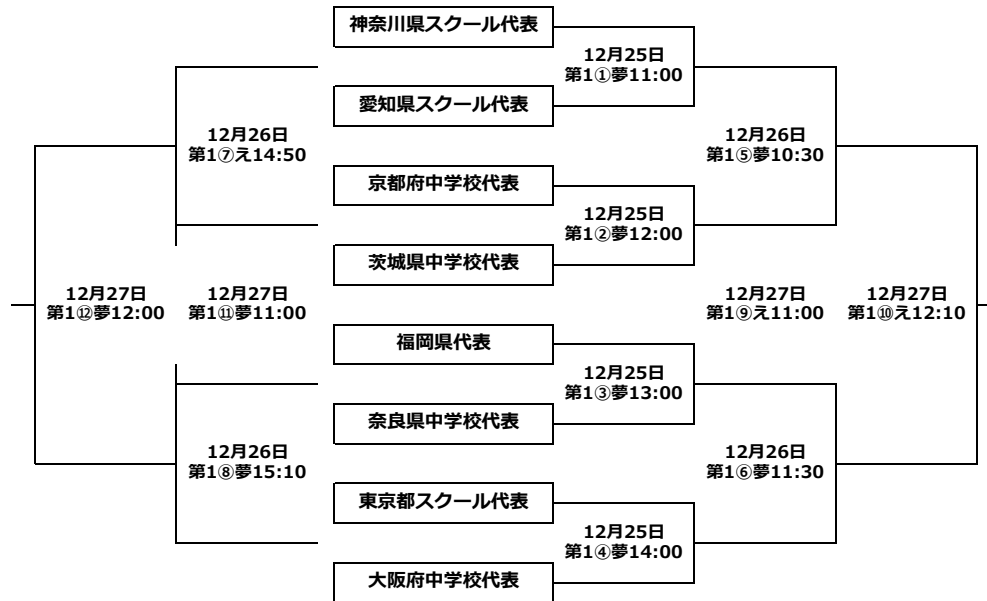 神奈川県スクール代表
12月25日
第1①夢11:00
愛知県スクール代表
12月26日
第1⑦え14:50
12月26日
第1⑤夢10:30
京都府中学校代表
12月25日
第1②夢12:00
茨城県中学校代表
12月27日
第1⑫夢12:00
12月27日
第1⑪夢11:00
12月27日
第1⑨え11:00
12月27日
第1⑩え12:10
福岡県代表
12月25日
第1③夢13:00
奈良県中学校代表
12月26日
第1⑧夢15:10
12月26日
第1⑥夢11:30
東京都スクール代表
12月25日
第1④夢14:00
大阪府中学校代表